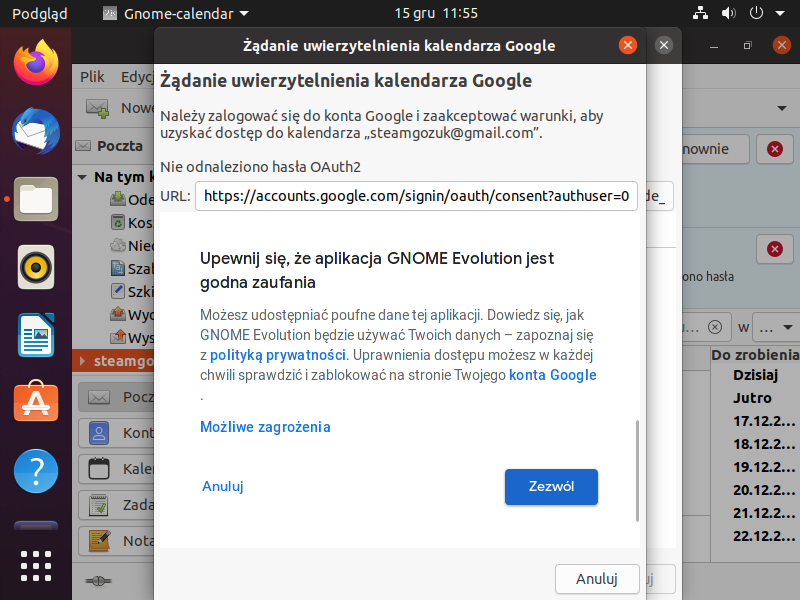 Podgląd
Gnome-calendar
15 gru 11:55
Żądanie uwierzytelnienia kalendarza Google
Plik
Edyc
Żądanie uwierzytelnienia kalendarza Google
Nowe
Należy zalogować się do konta Google i zaakceptować warunki, aby
uzyskać dostęp do kalendarza „steamgozuk@gmail.com”.
Poczta
nownie
Nie odnaleziono hasła OAuth2
Na tym k
URL: https://accounts.google.com/signin/oauth/consent?authuser=0
de_
Ode
Kos
Niec
Szal
Szki
Wyc
Wys
steamgo
Upewnij się, że aplikacja GNOME Evolution jest
godna zaufania
ono hasła
Możesz udostępniać poufne dane tej aplikacji. Dowiedz się, jak
GNOME Evolution będzie używać Twoich danych – zapoznaj się
z polityką prywatności. Uprawnienia dostępu możesz w każdej
chwili sprawdzić i zablokować na stronie Twojego konta Google
.
u…
w
…
Do zrobienia
Dzisiaj
Jutro
17.12.2…
18.12.2…
19.12.2…
20.12.2…
21.12.2…
22.12.2…
Pocz
Kont
Kale
Zada
Nota
Możliwe zagrożenia
Anuluj
Zezwól
Anuluj
uj